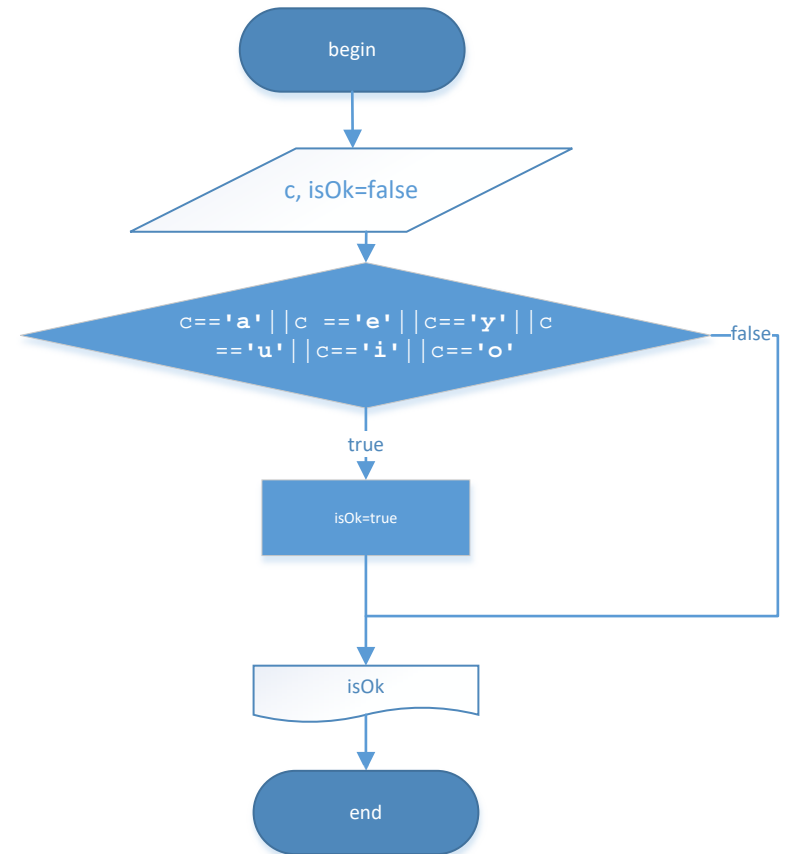 begin
c, isOk=false
c=='a'||c =='e'||c=='y'||c
=='u'||c=='i'||c=='o'
false
true
isOk=true
isOk
end